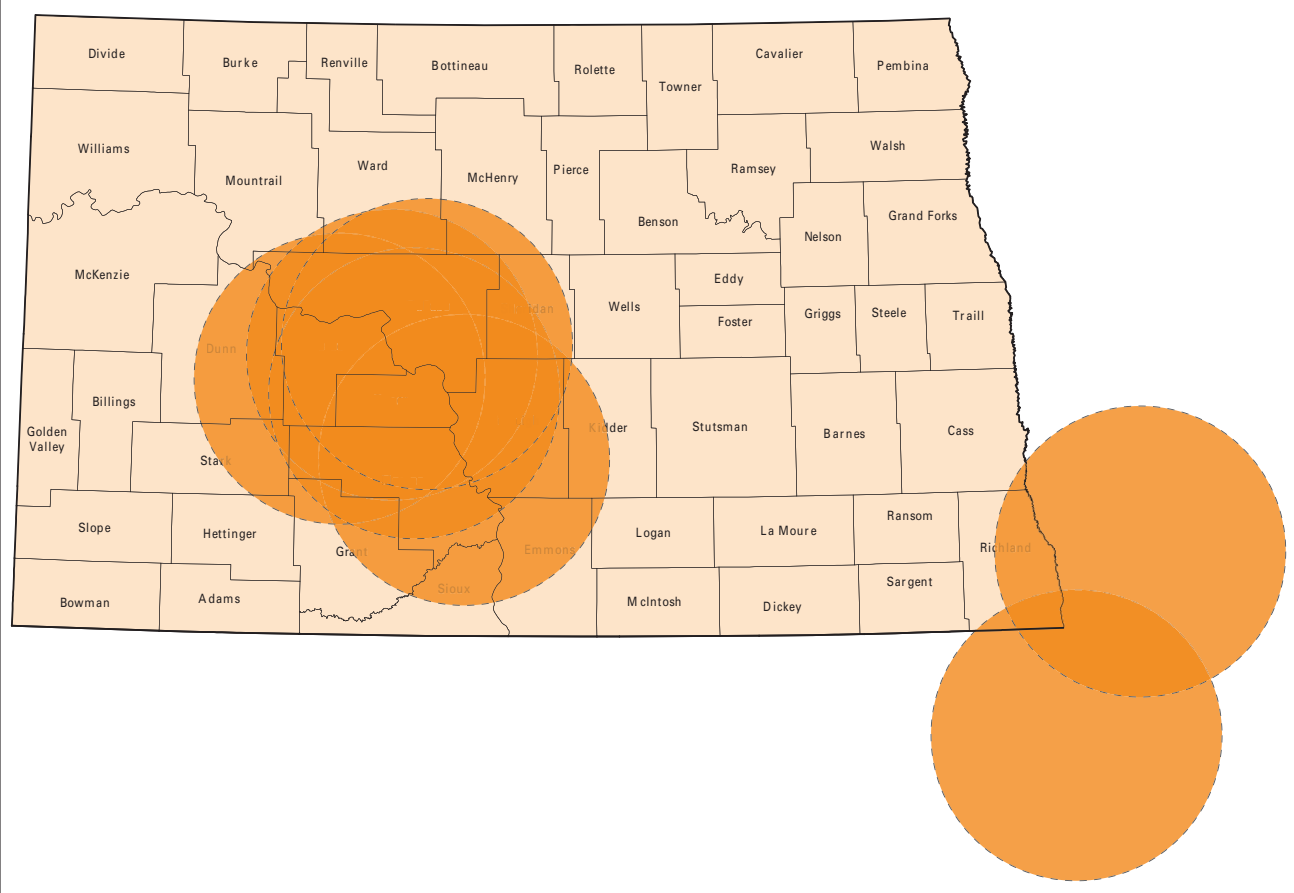 Divide
Burke
Renville
Bottineau
Rolette
Towner
Cavalier
Pembina
Williams
Mountrail
Ward
McHenry
Pierce
Benson
Ramsey
Walsh
Grand Forks
Nelson
McKenzie
Eddy
Wells
Foster
Griggs
Steele
Traill
Dunn
Billings
Golden
Valley
Stark
Kidder
Stutsman
Barnes
Cass
Slope
Hettinger
Grant
Emmons
Logan
La Moure
Ransom
Richland
Bowman
Adams
Sioux
McIntosh
Dickey
Sargent